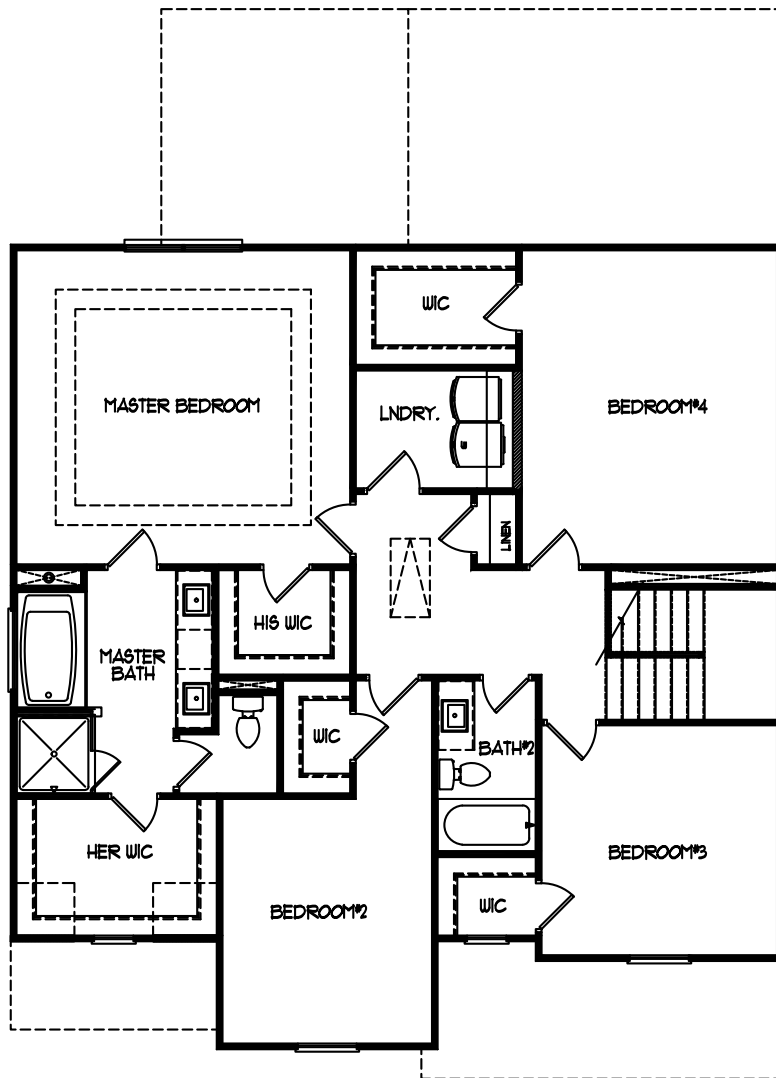 WIC
MASTER BEDROOM
LNDRY.
BEDROOM#4
LINEN
HIS WIC
MASTER
BATH
WIC
BATH#2
HER WIC
BEDROOM#3
BEDROOM#2
WIC